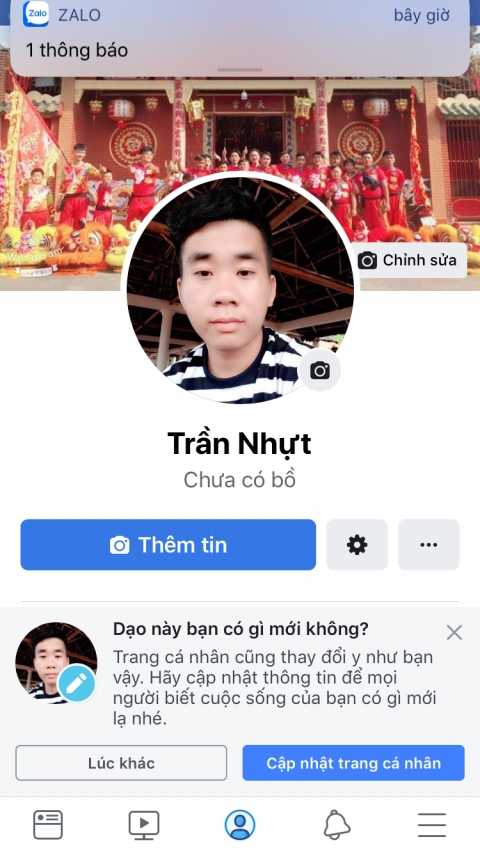 Zalo
ZALO
bây giờ
1 thông báo
Chỉnh sửa
Trần Nhựt
Chưa có bồ
Thêm tin
Dạo này bạn có gì mới không?
Trang cá nhân cũng thay đổi y như bạn
vậy. Hãy cập nhật thông tin để mọi
người biết cuộc sống của bạn có gì mới
lạ nhé.
Lúc khác
Cập nhật trang cá nhân